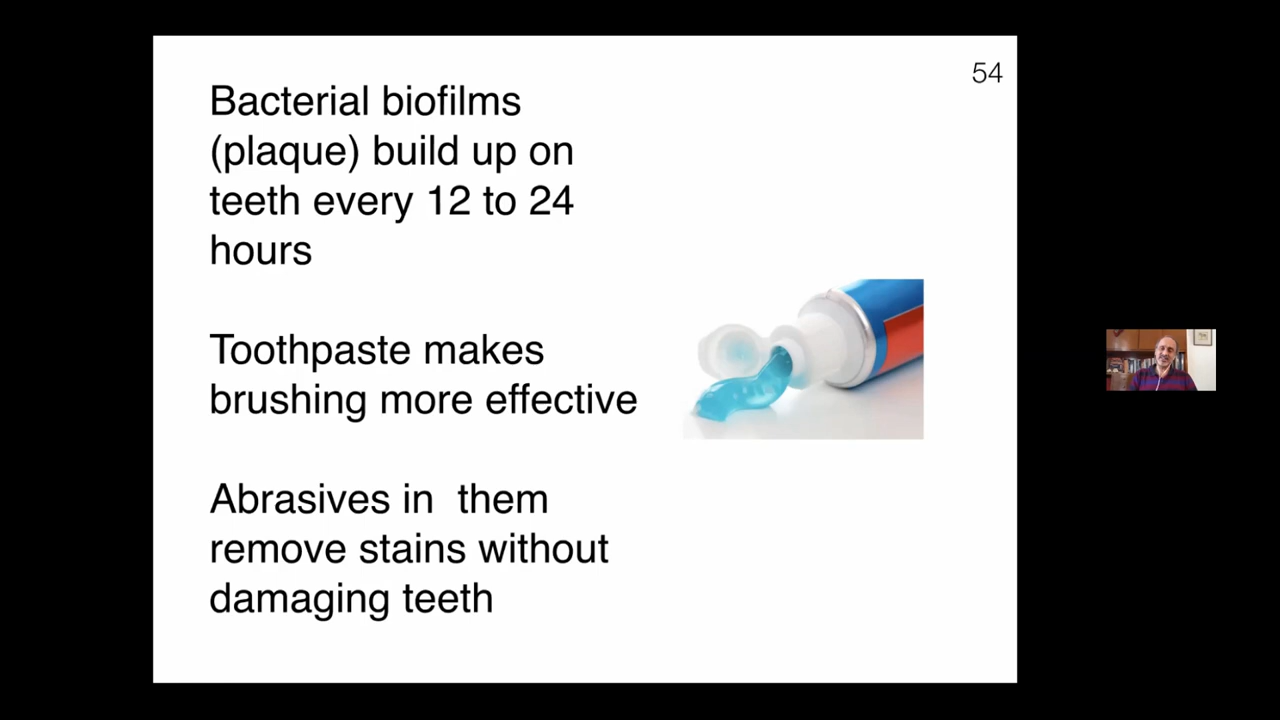 54
Bacterial biofilms
(plaque) build up on
teeth every 12 to 24
hours
Toothpaste makes
brushing more effective
Abrasives in  them
remove stains without
damaging teeth